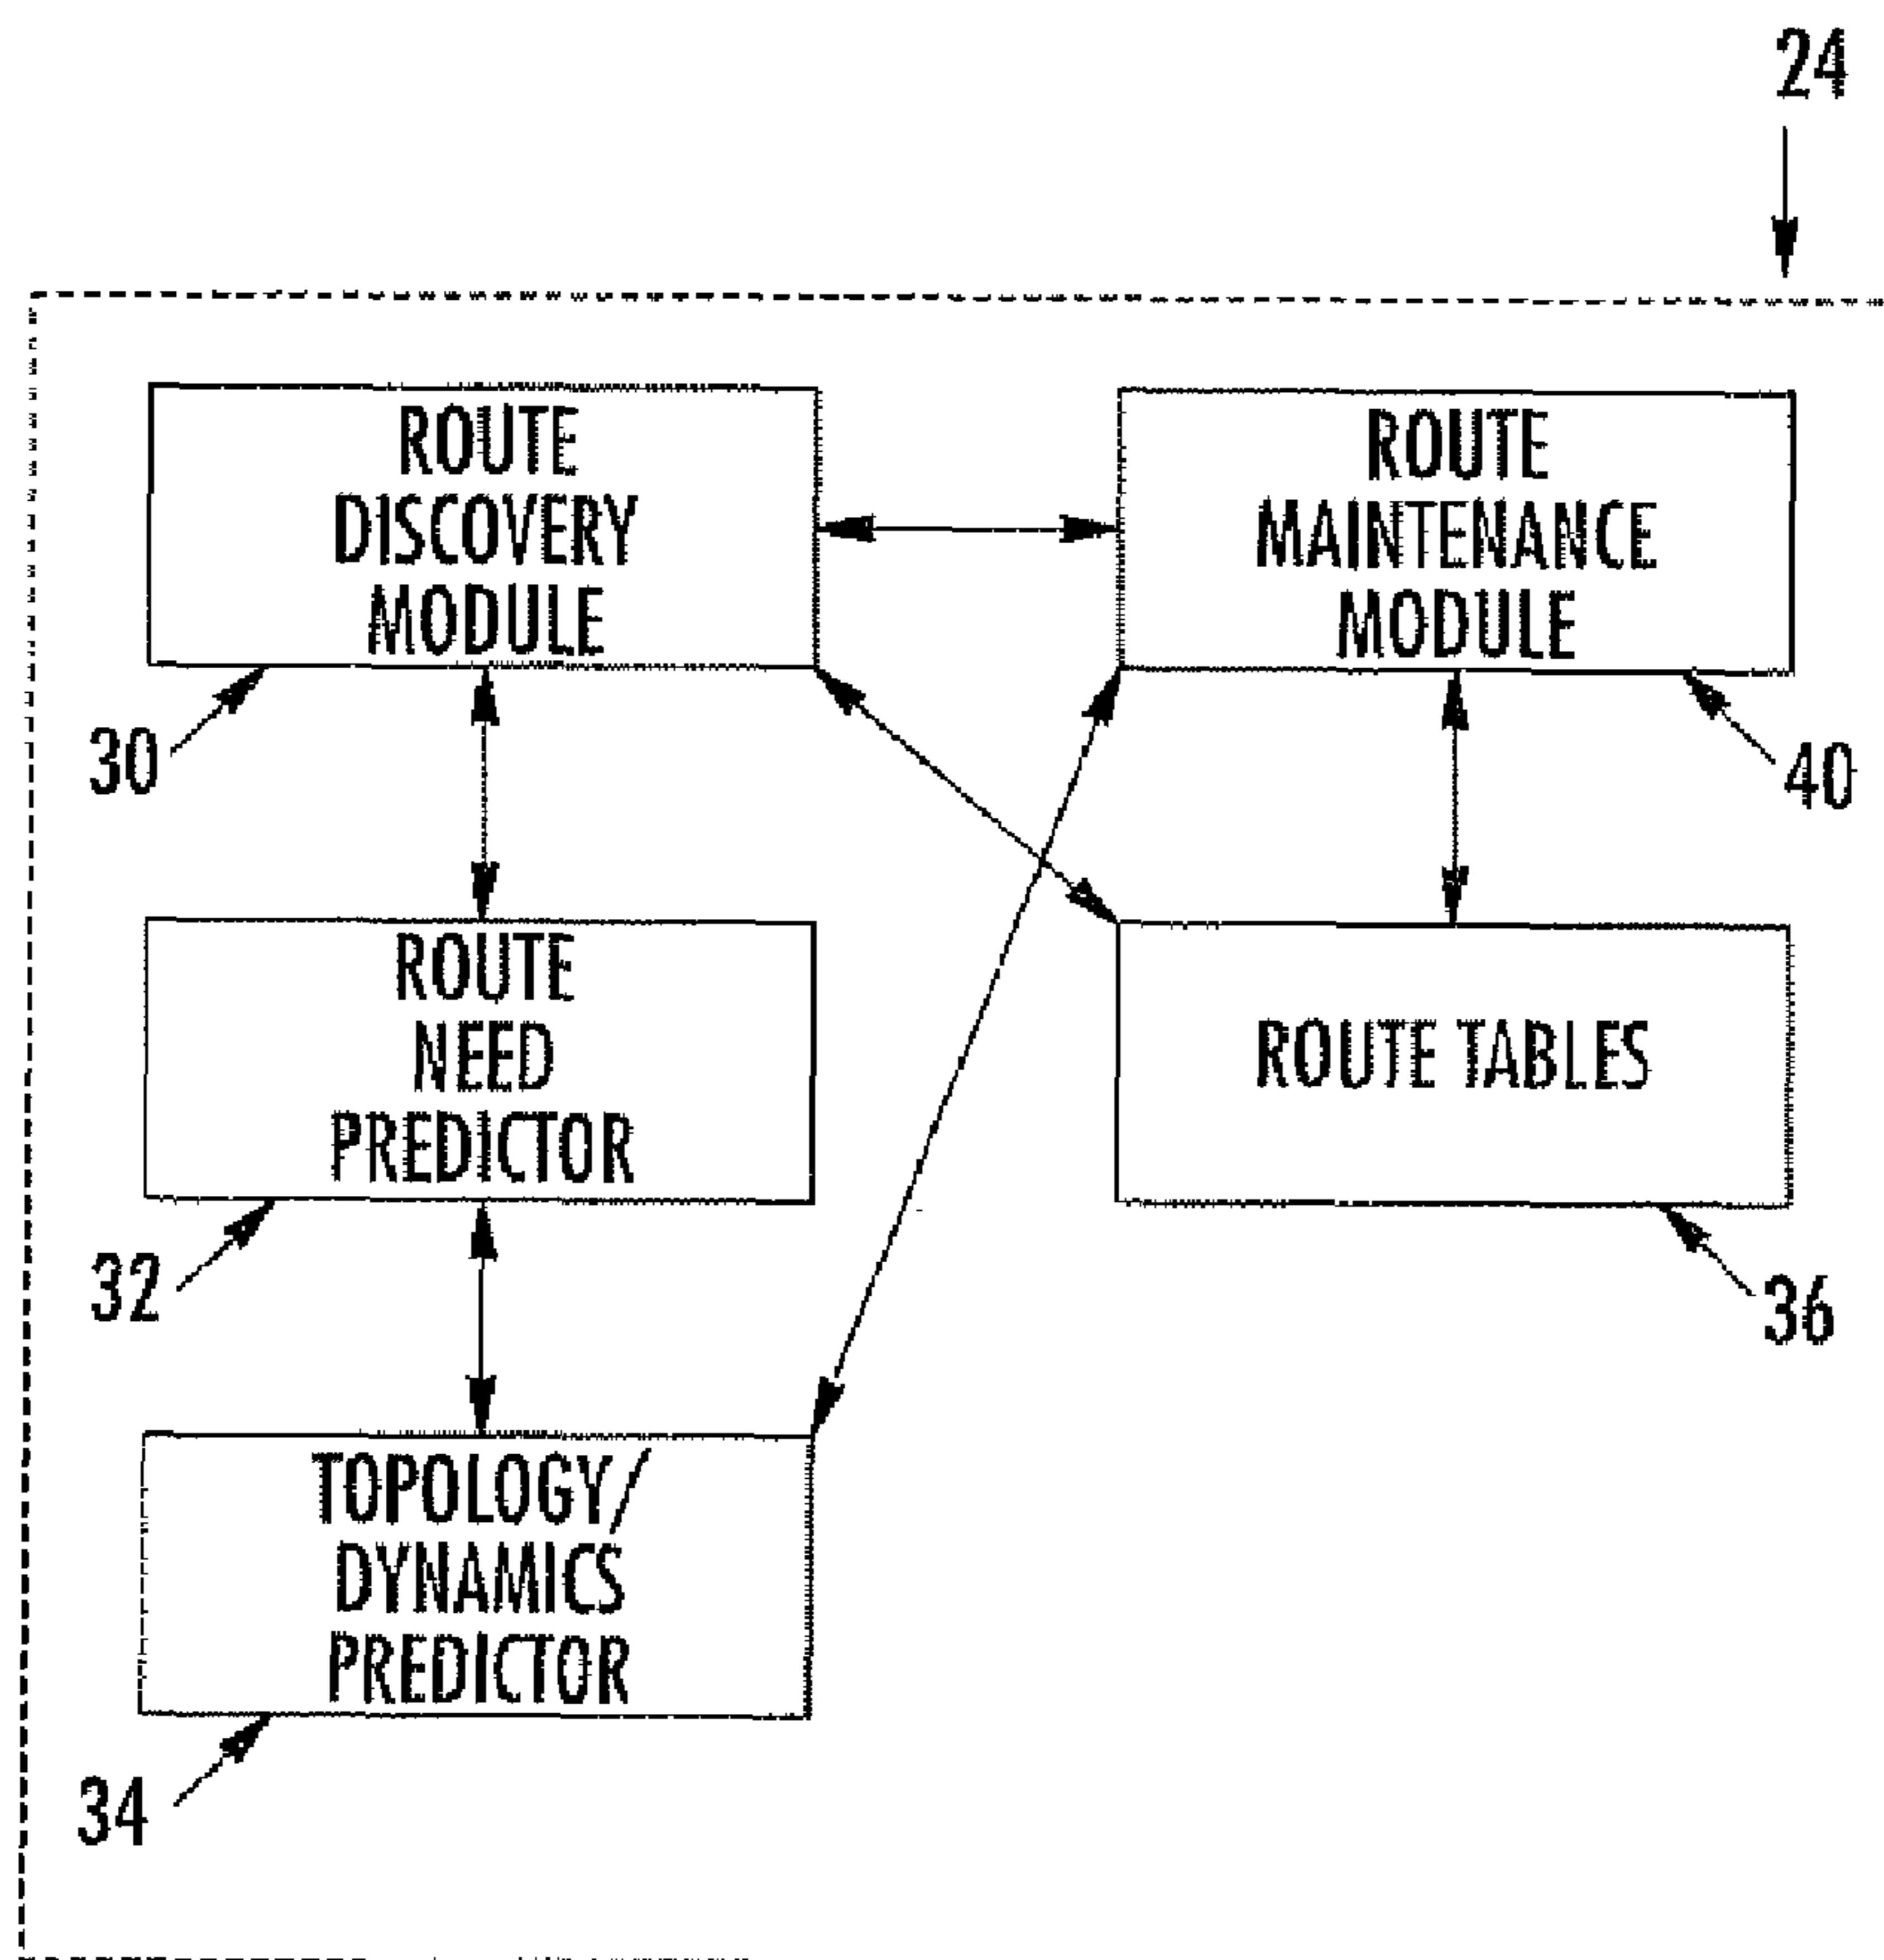 24
ROUTE
DISCOVERY
MODULE
ROUTE
MAINTENANCE
MODULE
30
40
ROUTE
NEED
PREDICTOR
ROUTE TABLES
32
36
TOPOLOGY/
DYNAMICS
PREDICTOR
34